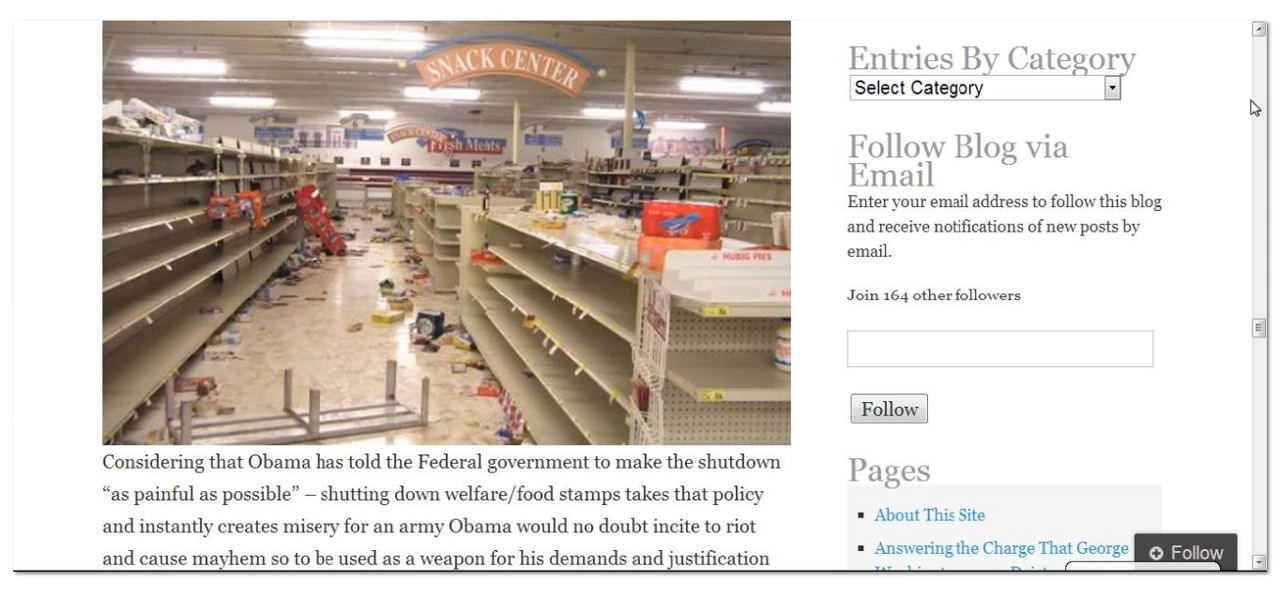 SNACK CENTER
SNACK CENTER
Fresh Meats
HUBIG PIES
Considering that Obama has told the Federal government to make the shutdown
“as painful as possible” – shutting down welfare/food stamps takes that policy
and instantly creates misery for an army Obama would no doubt incite to riot
and cause mayhem so to be used as a weapon for his demands and justification
Entries By Category
Select Category
Follow Blog via
Email
Enter your email address to follow this blog
and receive notifications of new posts by
email.
Join 164 other followers
Follow
Pages
About This Site
Answering the Charge That George
Follow